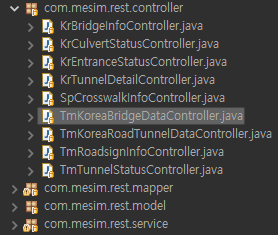 com.mesim.rest.controller
KrBridgeInfoController.java
KrCulvertStatusController.java
KrEntranceStatusController.java
KrTunnelDetailController.java
SpCrosswalkInfoController.java
TmKoreaBridgeDataController.java
TmKoreaRoadTunnelDataController.java
TmRoadsignInfoController.java
TmTunnelStatusController.java
com.mesim.rest.mapper
com.mesim.rest.model
com.mesim.rest.service